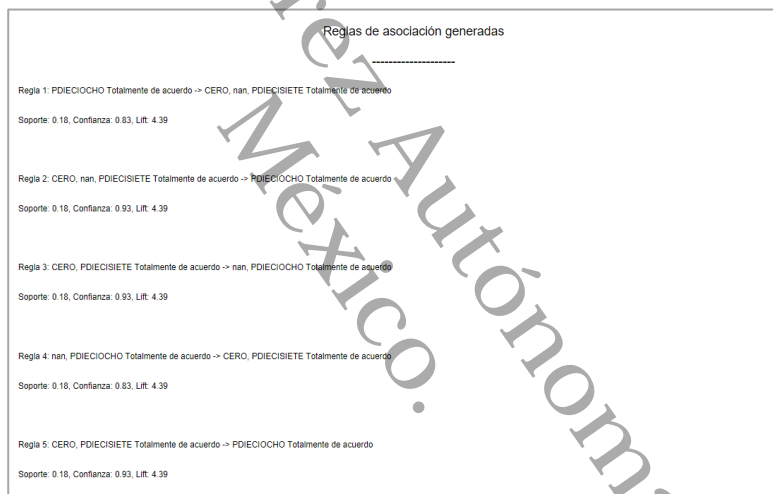 Reglas de asociación generadas
--------------------
Regla 1: PDIECIOCHO Totalmente de acuerdo -> CERO, nan, PDIECISIETE Totalmente de acuerdo
Soporte: 0.18, Confianza: 0.83, Lift: 4.39
Regla 2: CERO, nan, PDIECISIETE Totalmente de acuerdo -> PDIECIOCHO Totalmente de acuerdo
Soporte: 0.18, Confianza: 0.93, Lift: 4.39
Regla 3: CERO, PDIECISIETE Totalmente de acuerdo -> nan, PDIECIOCHO Totalmente de acuerdo
Soporte: 0.18, Confianza: 0.93, Lift: 4.39
Regla 4: nan, PDIECIOCHO Totalmente de acuerdo -> CERO, PDIECISIETE Totalmente de acuerdo
Soporte: 0.18, Confianza: 0.83, Lift: 4.39
Regla 5: CERO, PDIECISIETE Totalmente de acuerdo -> PDIECIOCHO Totalmente de acuerdo
Soporte: 0.18, Confianza: 0.93, Lift: 4.39
México.